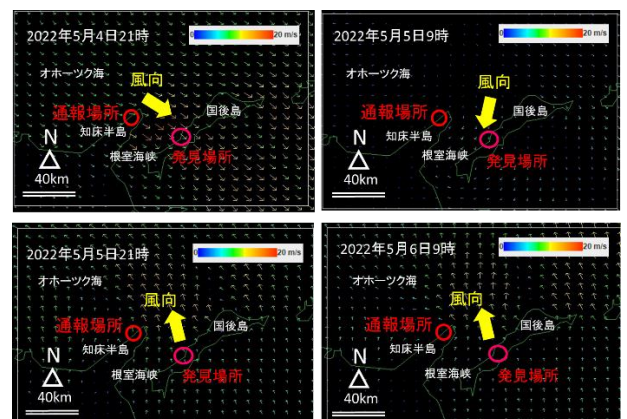 2022年5月4日21時
0 20 m/s
オホーツク海
風向
国後島
通報場所
知床半島
N
根室海峡
発見場所
40km
2022年5月5日9時
0 20 m/s
オホーツク海
風向
国後島
通報場所
知床半島
N
根室海峡
発見場所
40km
2022年5月5日21時
0 20 m/s
オホーツク海
風向
国後島
通報場所
知床半島
N
根室海峡
発見場所
40km
2022年5月6日9時
0 20 m/s
オホーツク海
風向
国後島
通報場所
知床半島
N
根室海峡
発見場所
40km